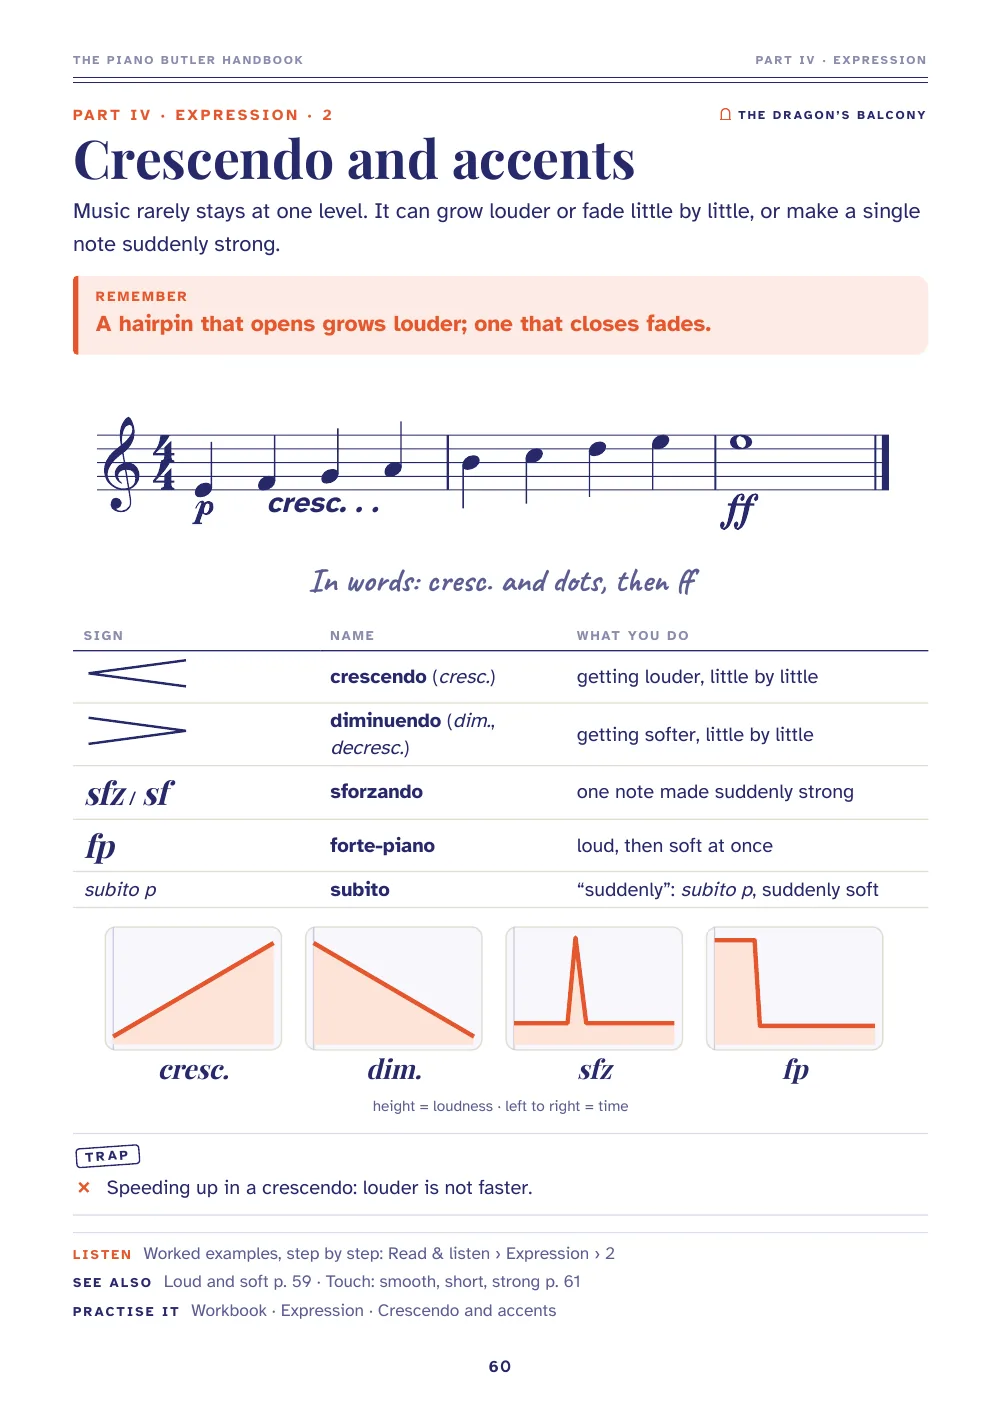 THE PIANO BUTLER HANDBOOK
PART IV · EXPRESSION
PART IV · EXPRESSION · 2
THE DRAGON'S BALCONY
Crescendo and accents
Music rarely stays at one level. It can grow louder or fade little by little, or make a single
note suddenly strong.
REMEMBER
A hairpin that opens grows louder; one that closes fades.
4
4
p cresc. . . ff
In words: cresc. and dots, then ff
SIGN NAME WHAT YOU DO
crescendo (cresc.) getting louder, little by little
diminuendo (dim.,
decresc.)
getting softer, little by little
sfz / sf sforzando one note made suddenly strong
fp forte-piano loud, then soft at once
subito p subito “suddenly”: subito p, suddenly soft
cresc. dim. sfz fp
height = loudness · left to right = time
TRAP
× Speeding up in a crescendo: louder is not faster.
LISTEN Worked examples, step by step: Read & listen › Expression › 2
SEE ALSO Loud and soft p. 59 · Touch: smooth, short, strong p. 61
PRACTISE IT Workbook · Expression · Crescendo and accents
60